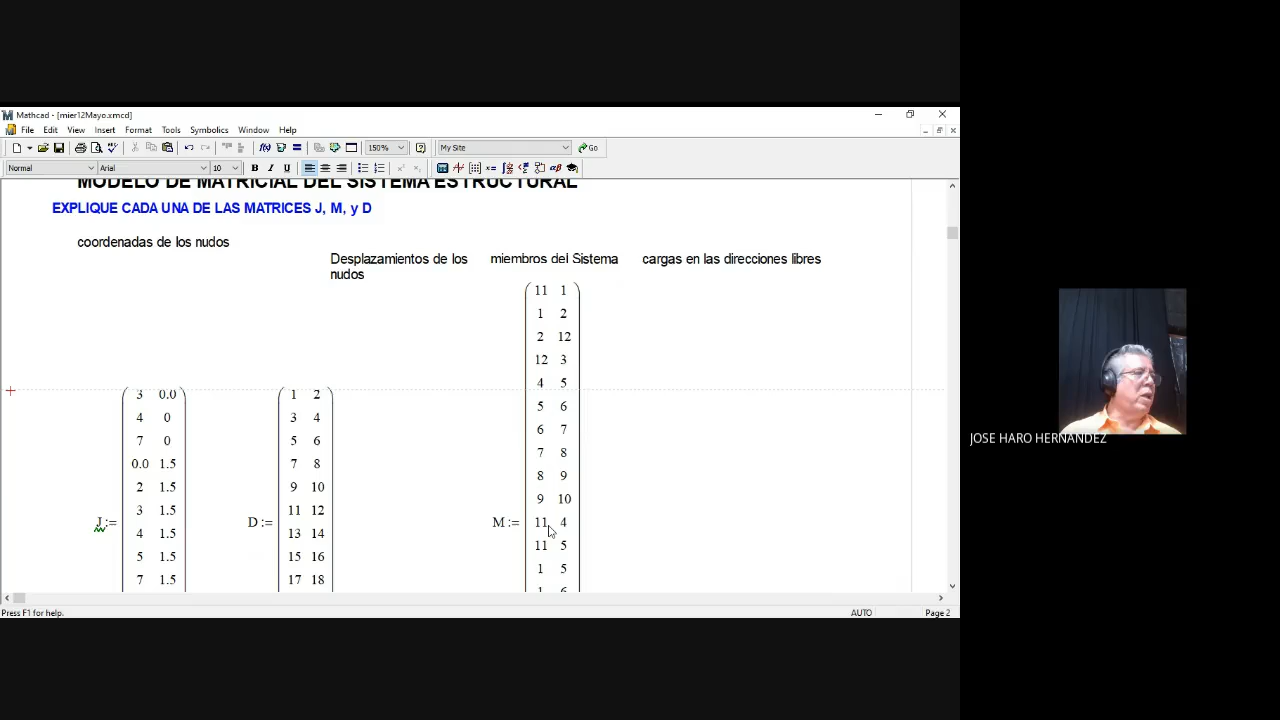 Mathcad - [mier12Mayo.xmcd]
File Edit View Insert Format Tools Symbolics Window Help
150% My Site Go
Normal Arial 10 B I U
MODELO DE MATRICIAL DEL SISTEMA ESTRUCTURAL
EXPLIQUE CADA UNA DE LAS MATRICES J, M, y D
coordenadas de los nudos
Desplazamientos de los nudos
miembros del Sistema
cargas en las direcciones libres
J :=
3 0.0
4 0
7 0
0.0 1.5
2 1.5
3 1.5
4 1.5
5 1.5
7 1.5
D :=
1 2
3 4
5 6
7 8
9 10
11 12
13 14
15 16
17 18
M :=
11 1
1 2
2 12
12 3
4 5
5 6
6 7
7 8
8 9
9 10
11 4
11 5
1 5
1 6
JOSE HARO HERNANDEZ
Press F1 for help.
AUTO
Page 2